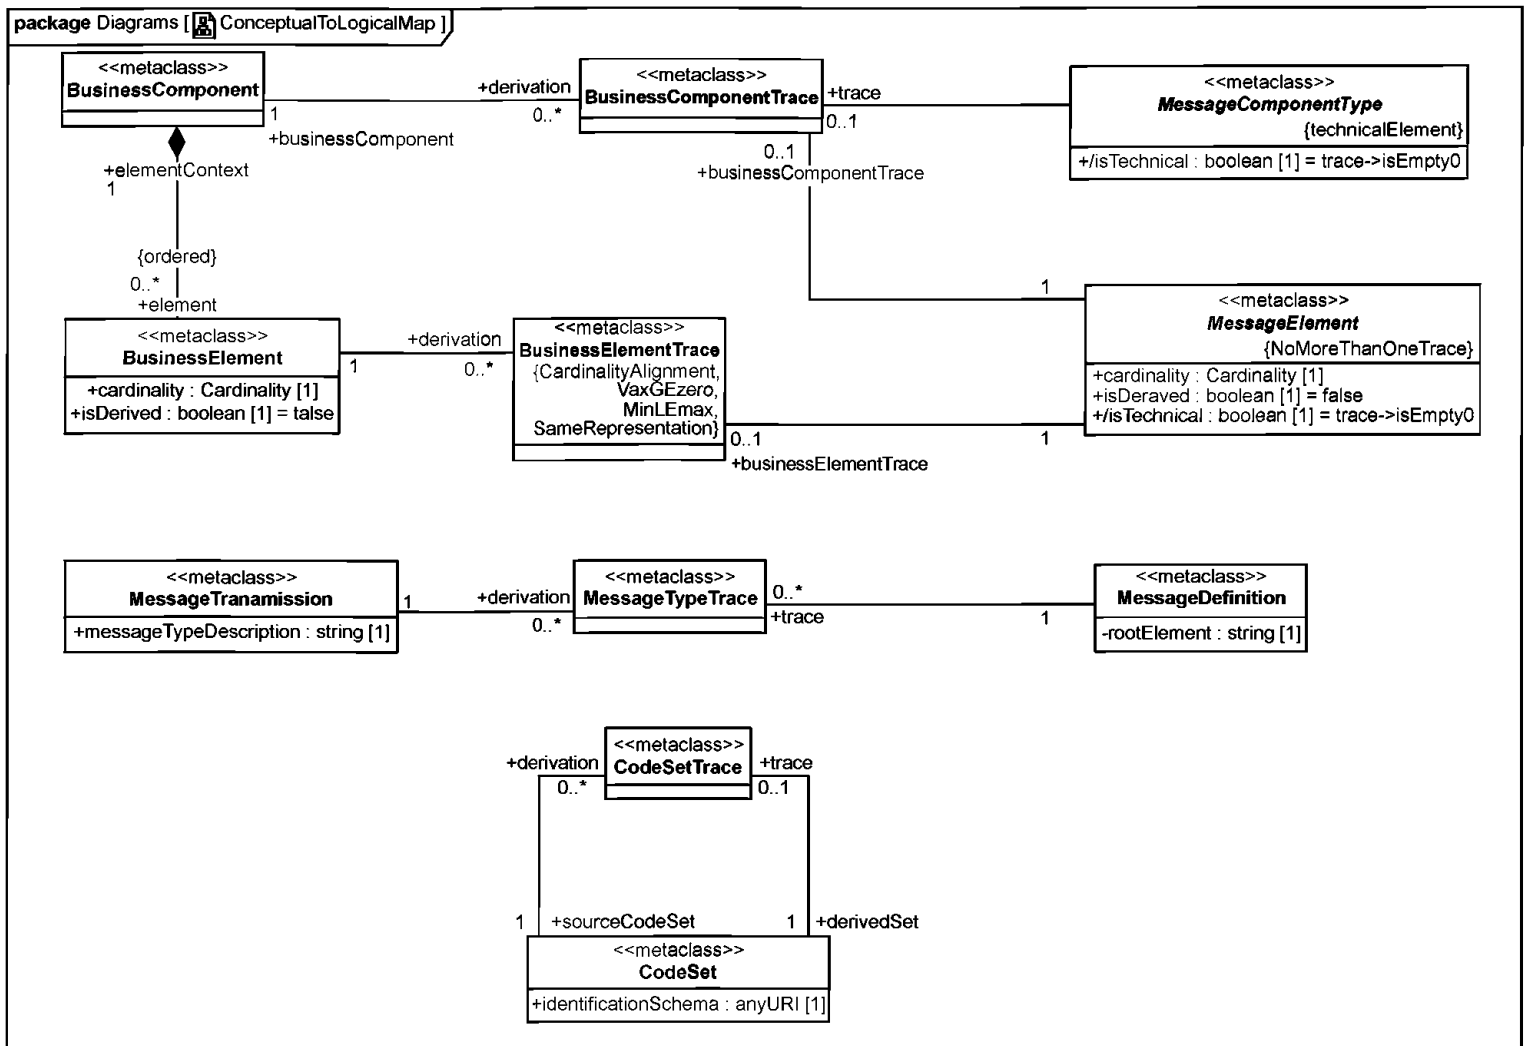 package Diagrams [ ConceptualToLogicalMap ]
<<metaclass>>
BusinessComponent
1
+businessComponent
+derivation
0..*
<<metaclass>>
BusinessComponentTrace
+trace
0..1
<<metaclass>>
MessageComponentType
{technicalElement}
+/isTechnical : boolean [1] = trace->isEmpty0
+elementContext
1
{ordered}
0..*
+element
0..1
+businessComponentTrace
1
<<metaclass>>
BusinessElement
+cardinality : Cardinality [1]
+isDerived : boolean [1] = talse
1
+derivation
0..*
<<metaclass>>
BusinessElementTrace
{CardinalityAlignment,
VaxGEzero,
MinLEmax,
SameRepresentation}
0..1
+businessElementTrace
1
<<metaclass>>
MessageElement
{NoMoreThanOneTrace}
+cardinality : Cardinality [1]
+isDeraved : boolean [1] = false
+/isTechnical : boolean [1] = trace->isEmpty0
<<metaclass>>
MessageTranamission
+messageTypeDescription : string [1]
1
+derivation
0..*
<<metaclass>>
MessageTypeTrace
0..*
+trace
1
<<metaclass>>
MessageDefinition
-rootElement : string [1]
<<metaclass>>
CodeSetTrace
+derivation
0..*
+trace
0..1
1
+sourceCodeSet
1
+derivedSet
<<metaclass>>
CodeSet
+identificationSchema : anyURI [1]